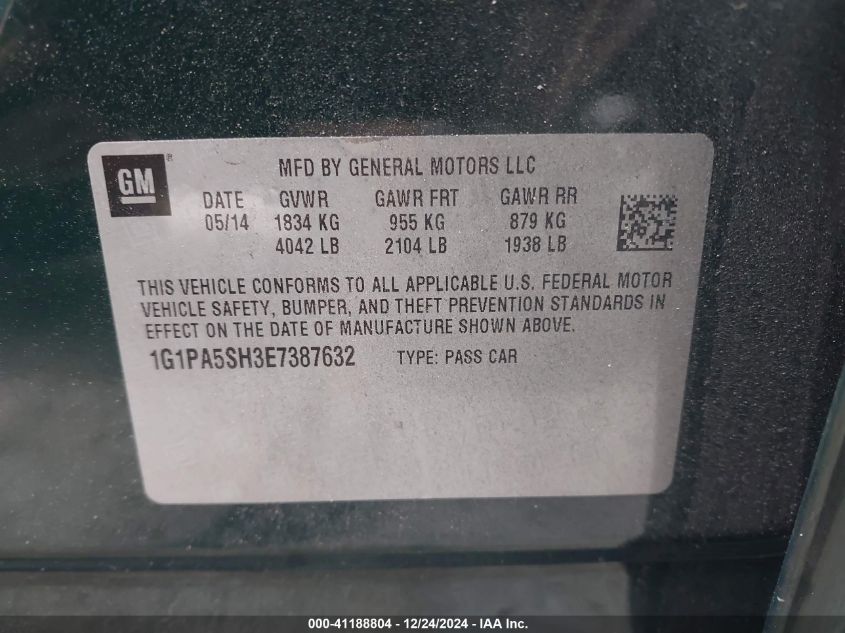 GM ®
MFD BY GENERAL MOTORS LLC
DATE GVWR GAWR FRT GAWR RR
05/14 1834 KG 955 KG 879 KG
4042 LB 2104 LB 1938 LB
THIS VEHICLE CONFORMS TO ALL APPLICABLE U.S. FEDERAL MOTOR
VEHICLE SAFETY, BUMPER, AND THEFT PREVENTION STANDARDS IN
EFFECT ON THE DATE OF MANUFACTURE SHOWN ABOVE.
1G1PA5SH3E7387632 TYPE: PASS CAR
000-41188804 - 12/24/2024 - IAA Inc.